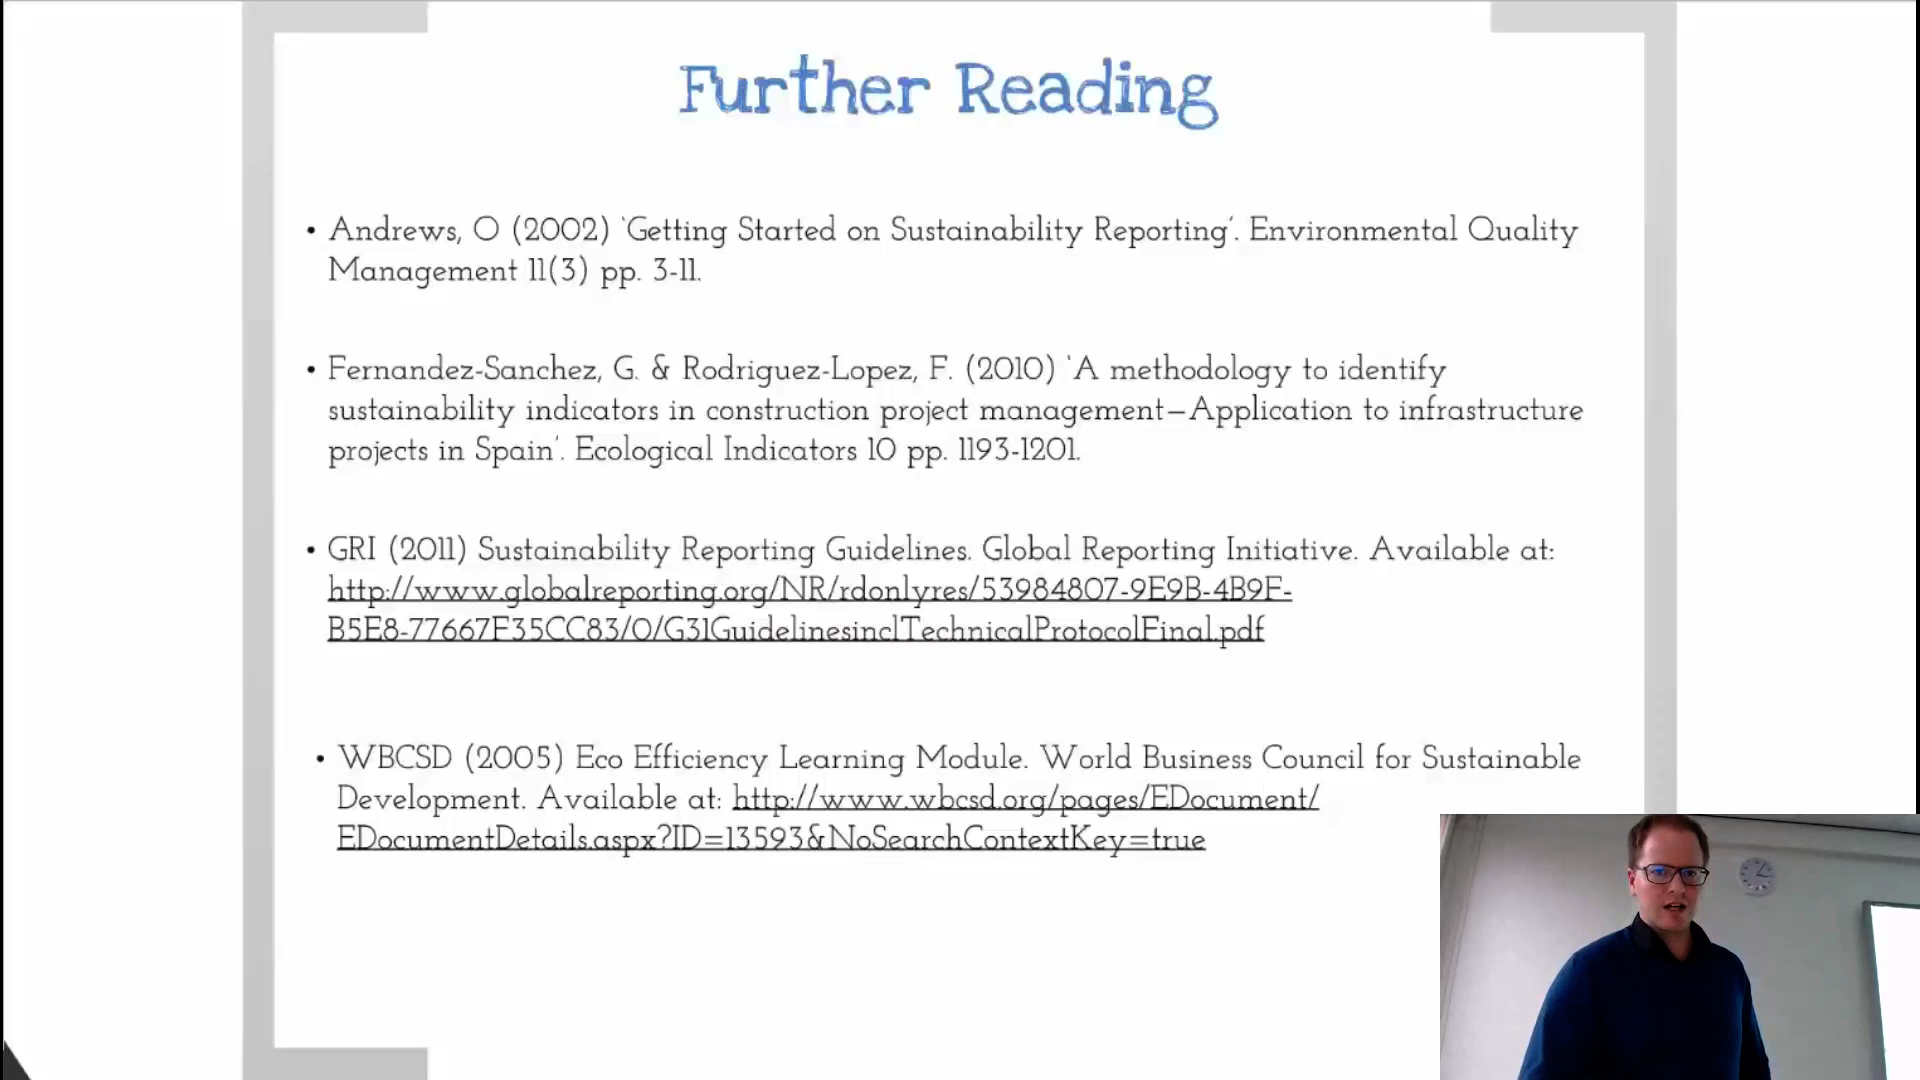 Further Reading
• Andrews, O (2002) ‘Getting Started on Sustainability Reporting’. Environmental Quality
Management 11(3) pp. 3-11.
• Fernandez-Sanchez, G. & Rodriguez-Lopez, F. (2010) ‘A methodology to identify
sustainability indicators in construction project management—Application to infrastructure
projects in Spain’. Ecological Indicators 10 pp. 1193-1201.
• GRI (2011) Sustainability Reporting Guidelines. Global Reporting Initiative. Available at:
http://www.globalreporting.org/NR/rdonlyres/53984807-9E9B-4B9F-
B5E8-77667F35CC83/0/G31GuidelinesinclTechnicalProtocolFinal.pdf
• WBCSD (2005) Eco Efficiency Learning Module. World Business Council for Sustainable
Development. Available at: http://www.wbcsd.org/pages/EDocument/
EDocumentDetails.aspx?ID=13593&NoSearchContextKey=true